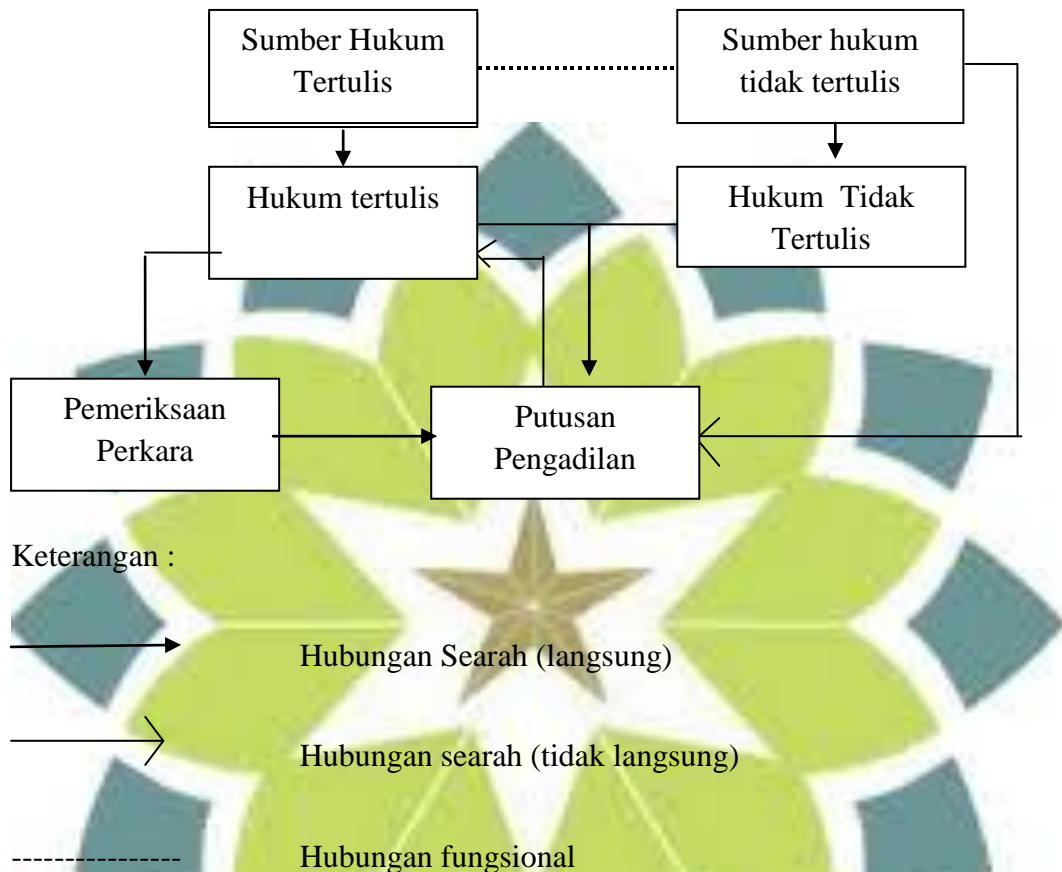 Sumber Hukum
Tertulis
Sumber hukum
tidak tertulis
Hukum tertulis
Hukum Tidak
Tertulis
Pemeriksaan
Perkara
Putusan
Pengadilan
Keterangan :
Hubungan Searah (langsung)
Hubungan searah (tidak langsung)
Hubungan fungsional